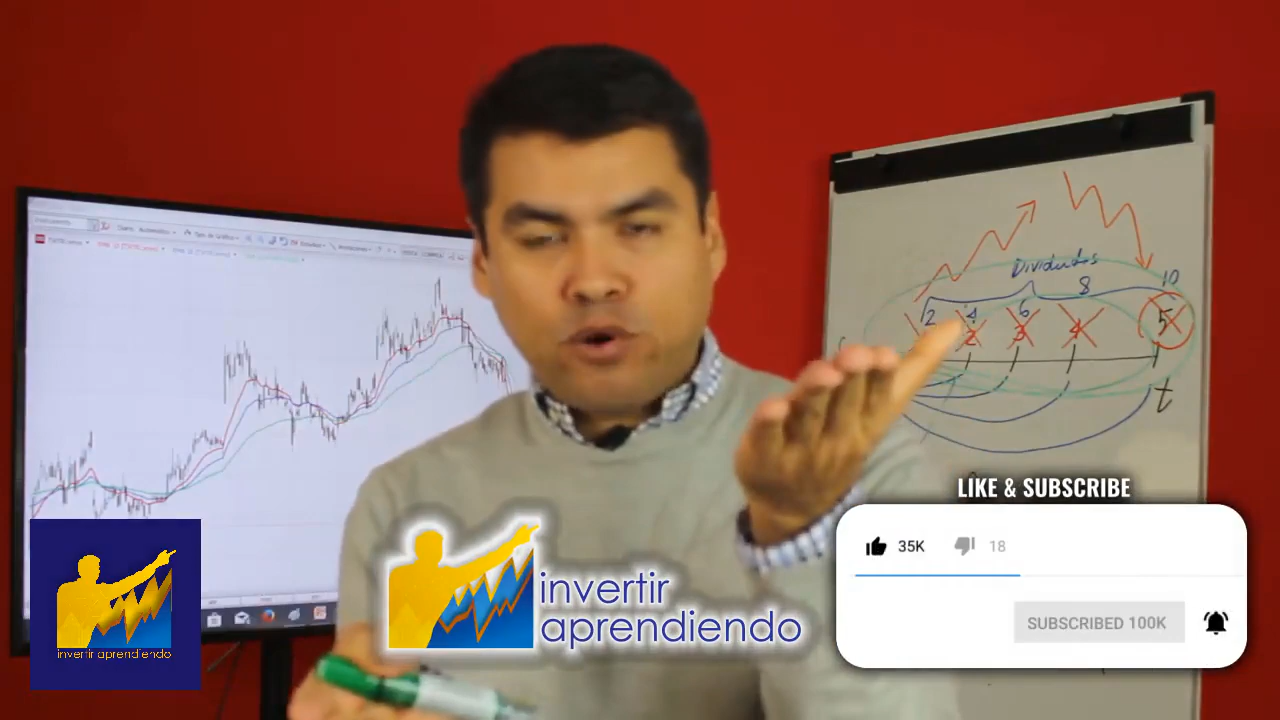 Dividendos
10
8
2
4
6
2
3
4
5
t
LIKE & SUBSCRIBE
35K
18
SUBSCRIBED 100K
invertir
aprendiendo
invertir aprendiendo